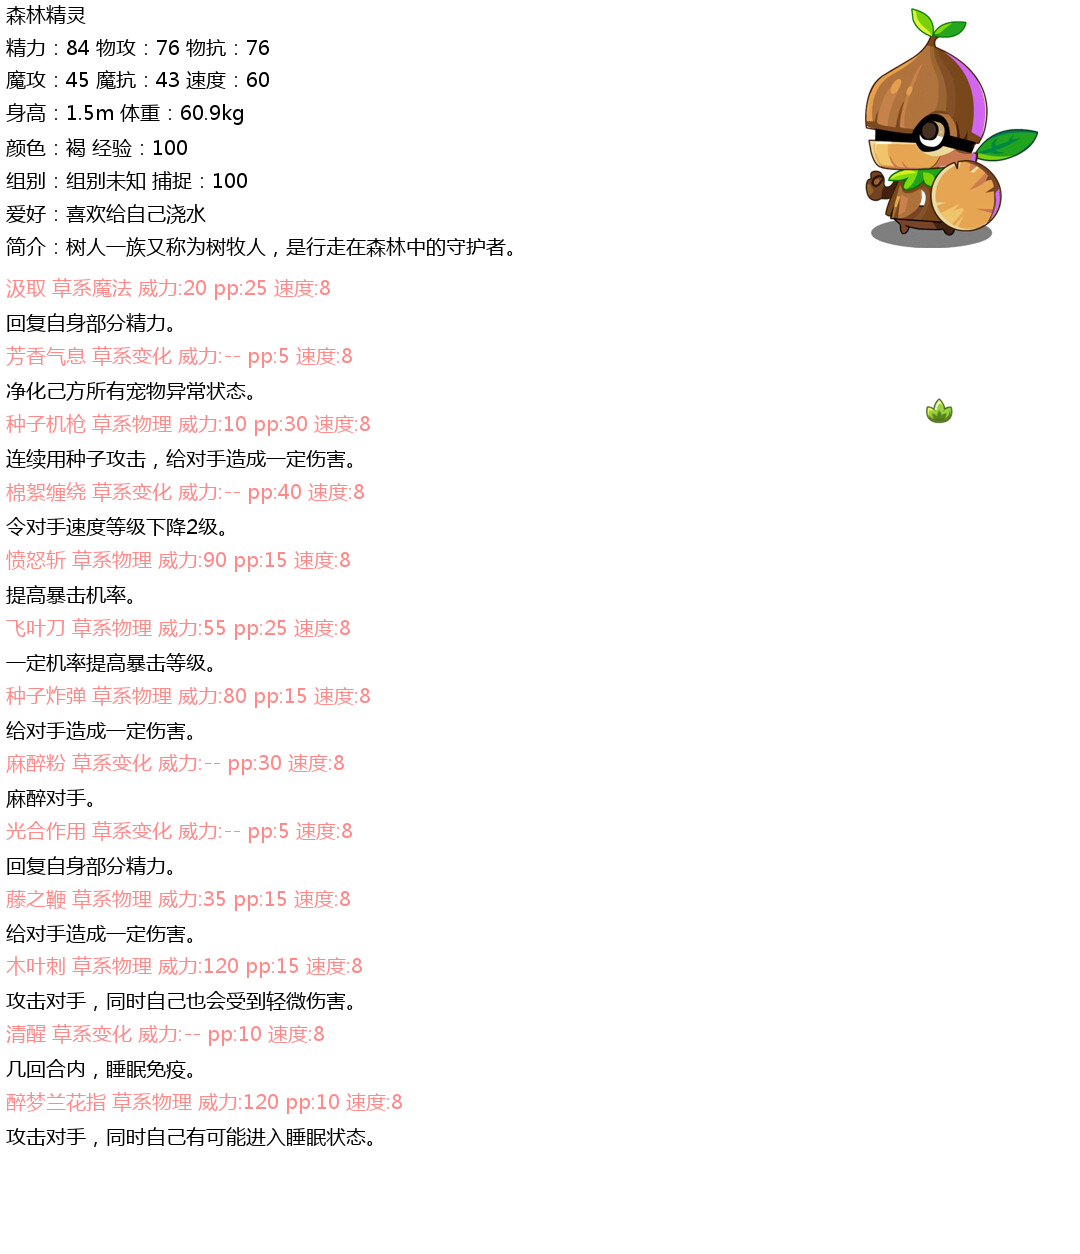 森林精灵
精力：84 物攻：76 物抗：76
魔攻：45 魔抗：43 速度：60
身高：1.5m 体重：60.9kg
颜色：褐 经验：100
组别：组别未知 捕捉：100
爱好：喜欢给自己浇水
简介：树人一族又称为树牧人，是行走在森林中的守护者。
汲取 草系魔法 威力:20 pp:25 速度:8
回复自身部分精力。
芳香气息 草系变化 威力:-- pp:5 速度:8
净化己方所有宠物异常状态。
种子机枪 草系物理 威力:10 pp:30 速度:8
连续用种子攻击，给对手造成一定伤害。
棉絮缠绕 草系变化 威力:-- pp:40 速度:8
令对手速度等级下降2级。
愤怒斩 草系物理 威力:90 pp:15 速度:8
提高暴击机率。
飞叶刀 草系物理 威力:55 pp:25 速度:8
一定机率提高暴击等级。
种子炸弹 草系物理 威力:80 pp:15 速度:8
给对手造成一定伤害。
麻醉粉 草系变化 威力:-- pp:30 速度:8
麻醉对手。
光合作用 草系变化 威力:-- pp:5 速度:8
回复自身部分精力。
藤之鞭 草系物理 威力:35 pp:15 速度:8
给对手造成一定伤害。
木叶刺 草系物理 威力:120 pp:15 速度:8
攻击对手，同时自己也会受到轻微伤害。
清醒 草系变化 威力:-- pp:10 速度:8
几回合内，睡眠免疫。
醉梦兰花指 草系物理 威力:120 pp:10 速度:8
攻击对手，同时自己有可能进入睡眠状态。